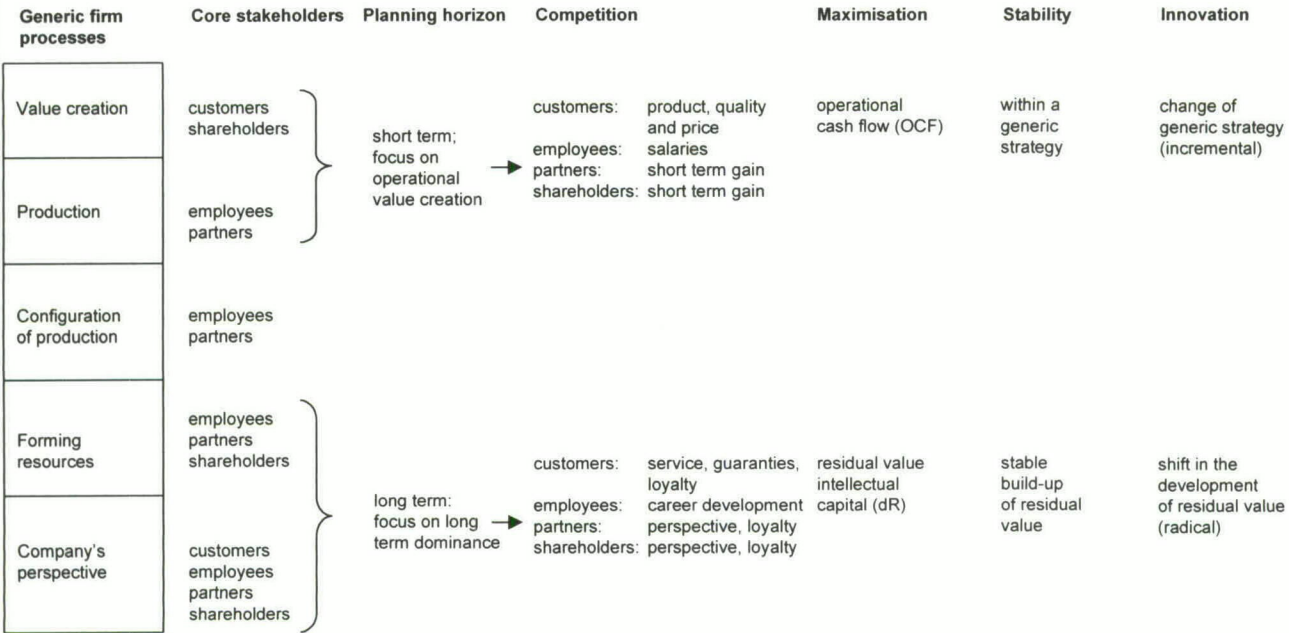 Generic firm
processes
Core stakeholders
Planning horizon
Competition
Maximisation
Stability
Innovation
Value creation
customers
shareholders
Production
employees
partners
short term;
focus on
operational
value creation
customers: product, quality
and price
employees: salaries
partners: short term gain
shareholders: short term gain
operational
cash flow (OCF)
within a
generic
strategy
change of
generic strategy
(incremental)
Configuration
of production
employees
partners
Forming
resources
employees
partners
shareholders
Company's
perspective
customers
employees
partners
shareholders
long term:
focus on long
term dominance
customers: service, guaranties,
loyalty
employees: career development
partners: perspective, loyalty
shareholders: perspective, loyalty
residual value
intellectual
capital (dR)
stable
build-up
of residual
value
shift in the
development
of residual value
(radical)